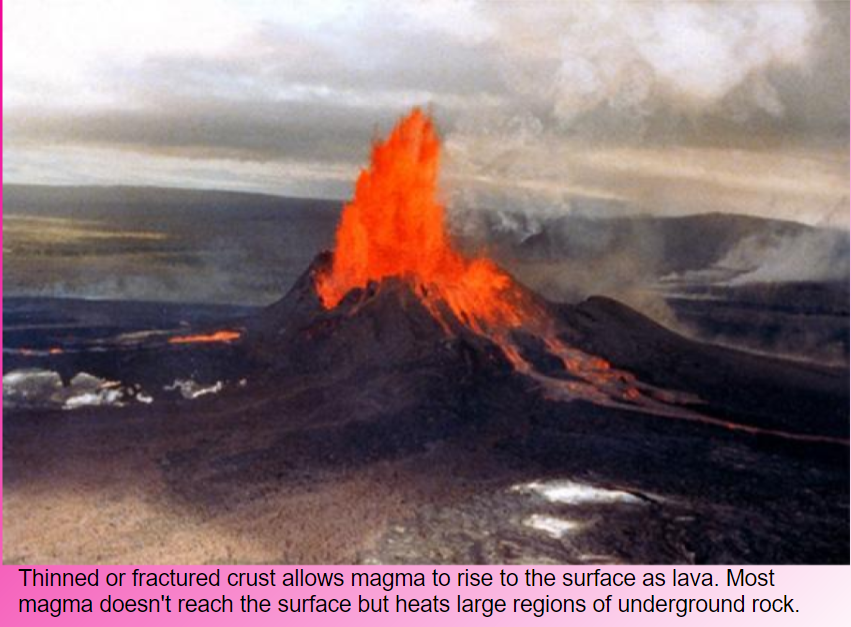 Thinned or fractured crust allows magma to rise to the surface as lava. Most
magma doesn't reach the surface but heats large regions of underground rock.